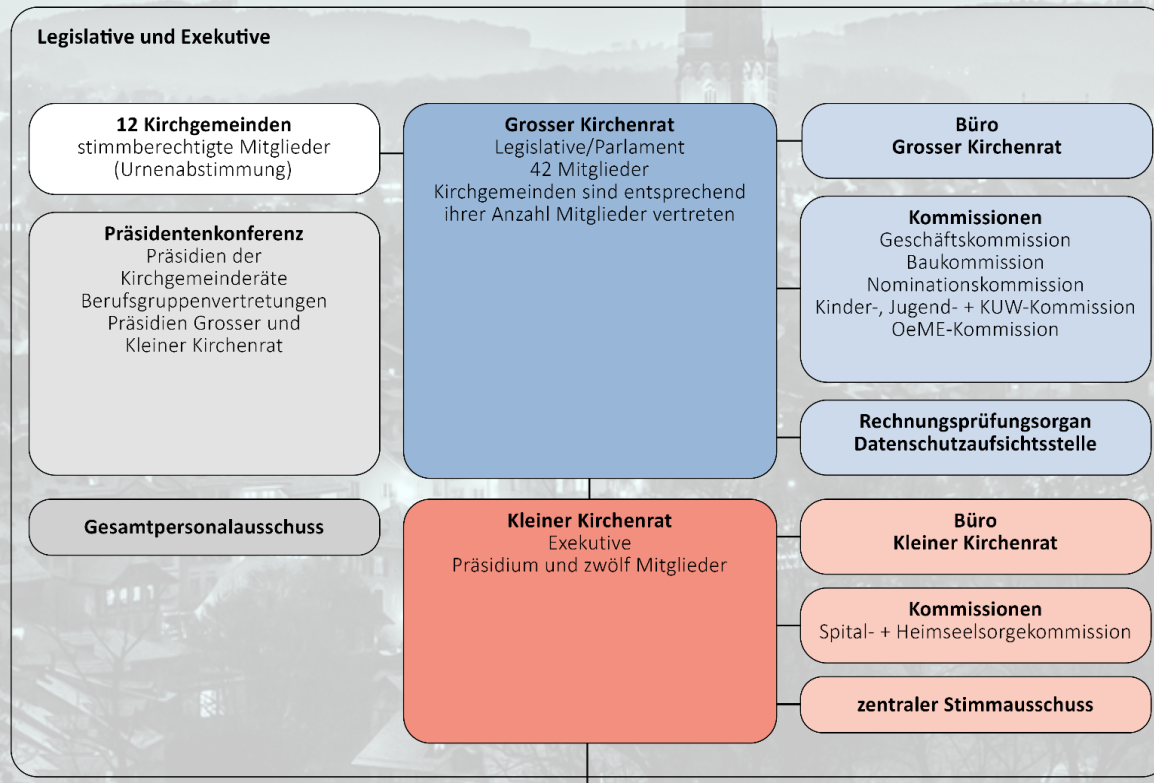 Legislative und Exekutive
12 Kirchgemeinden
stimmberechtigte Mitglieder
(Urnenabstimmung)
Präsidentenkonferenz
Präsidien der
Kirchgemeinderäte
Berufsgruppenvertretungen
Präsidien Grosser und
Kleiner Kirchenrat
Gesamtpersonalausschuss
Grosser Kirchenrat
Legislative/Parlament
42 Mitglieder
Kirchgemeinden sind entsprechend
ihrer Anzahl Mitglieder vertreten
Kleiner Kirchenrat
Exekutive
Präsidium und zwölf Mitglieder
Büro
Grosser Kirchenrat
Kommissionen
Geschäftskommission
Baukommission
Nominationskommission
Kinder-, Jugend- + KUW-Kommission
OeME-Kommission
Rechnungsprüfungsorgan
Datenschutzaufsichtsstelle
Büro
Kleiner Kirchenrat
Kommissionen
Spital- + Heimseelsorgekommission
zentraler Stimmausschuss